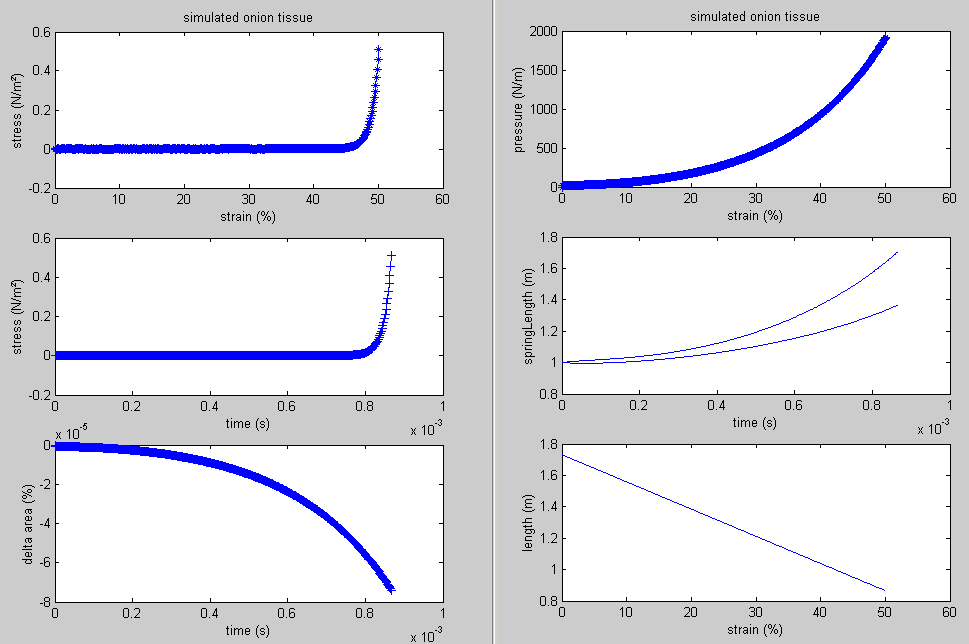 simulated onion tissue
0.6
0.4
0.2
0
-0.2
stress (N/m²)
0 10 20 30 40 50 60
strain (%)
0.6
0.4
0.2
0
-0.2
stress (N/m²)
0 0.2 0.4 0.6 0.8 1
time (s)
x 10⁻³
x 10⁻⁵
0
-2
-4
-6
-8
delta area (%)
0 0.2 0.4 0.6 0.8 1
time (s)
x 10⁻³
simulated onion tissue
2000
1500
1000
500
0
pressure (N/m)
0 10 20 30 40 50 60
strain (%)
1.8
1.6
1.4
1.2
1
0.8
springLength (m)
0 0.2 0.4 0.6 0.8 1
time (s)
x 10⁻³
1.8
1.6
1.4
1.2
1
0.8
length (m)
0 10 20 30 40 50 60
strain (%)